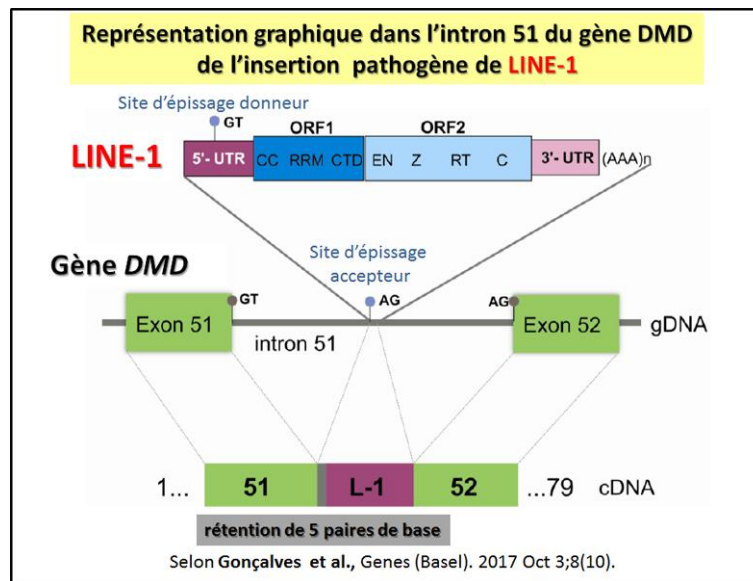 Représentation graphique dans l'intron 51 du gène DMD
de l'insertion pathogène de LINE-1
Site d'épissage donneur
GT
ORF1
ORF2
LINE-1
5'- UTR
CC
RRM
CTD
EN
Z
RT
C
3'- UTR
(AAA)n
Site d'épissage
accepteur
Gène DMD
GT
AG
AG
Exon 51
intron 51
Exon 52
gDNA
1...
51
L-1
52
...79
cDNA
rétention de 5 paires de base
Selon Gonçalves et al., Genes (Basel). 2017 Oct 3;8(10).